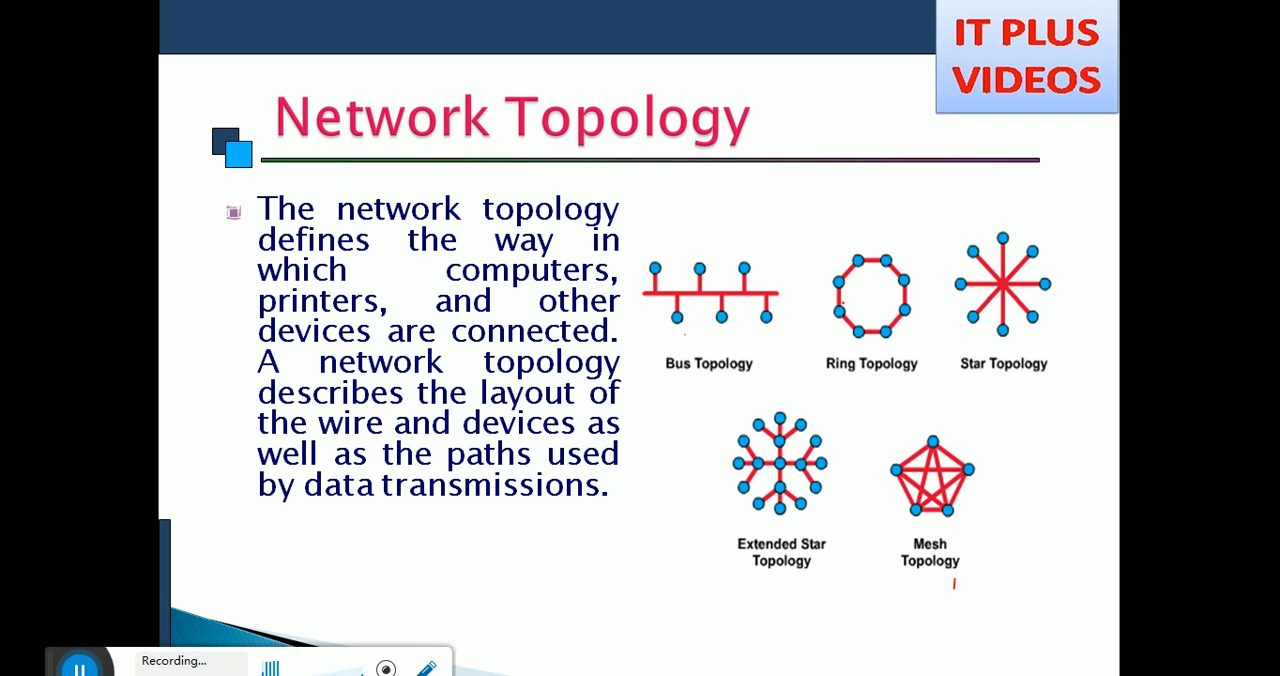 IT PLUS
VIDEOS
Network Topology
The network topology
defines the way in
which computers,
printers, and other
devices are connected.
A network topology
describes the layout of
the wire and devices as
well as the paths used
by data transmissions.
Bus Topology
Ring Topology
Star Topology
Extended Star
Topology
Mesh
Topology
Recording...